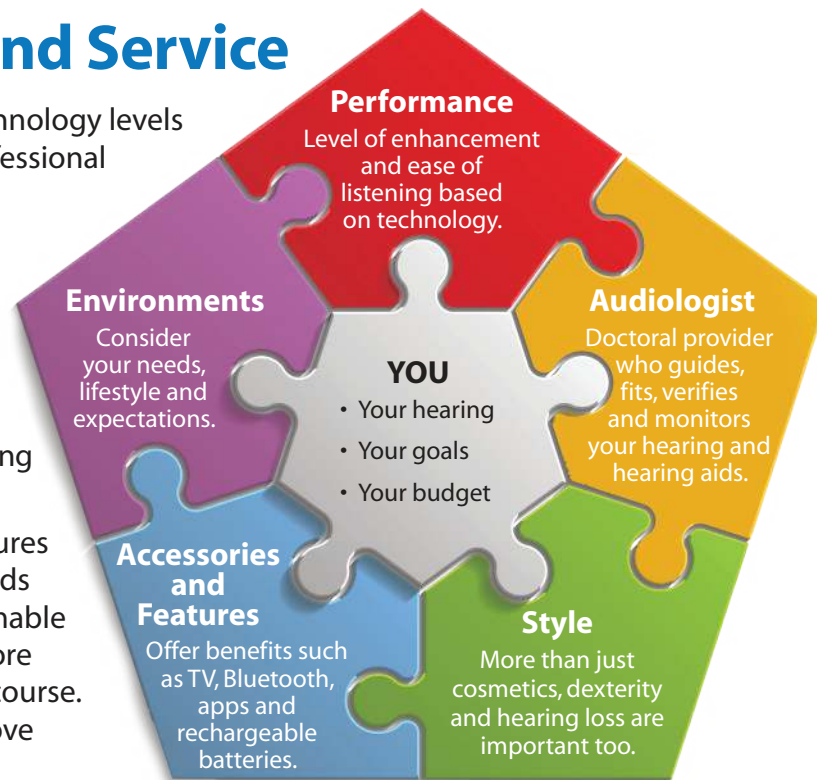 nd Service
hnology levels
fessional
ng
ures
ds
nable
ore
course.
ove
Performance
Level of enhancement
and ease of
listening based
on technology.
Environments
Consider
your needs,
lifestyle and
expectations.
Audiologist
Doctoral provider
who guides,
fits, verifies
and monitors
your hearing and
hearing aids.
YOU
• Your hearing
• Your goals
• Your budget
Accessories
and
Features
Offer benefits such
as TV, Bluetooth,
apps and
rechargeable
batteries.
Style
More than just
cosmetics, dexterity
and hearing loss are
important too.